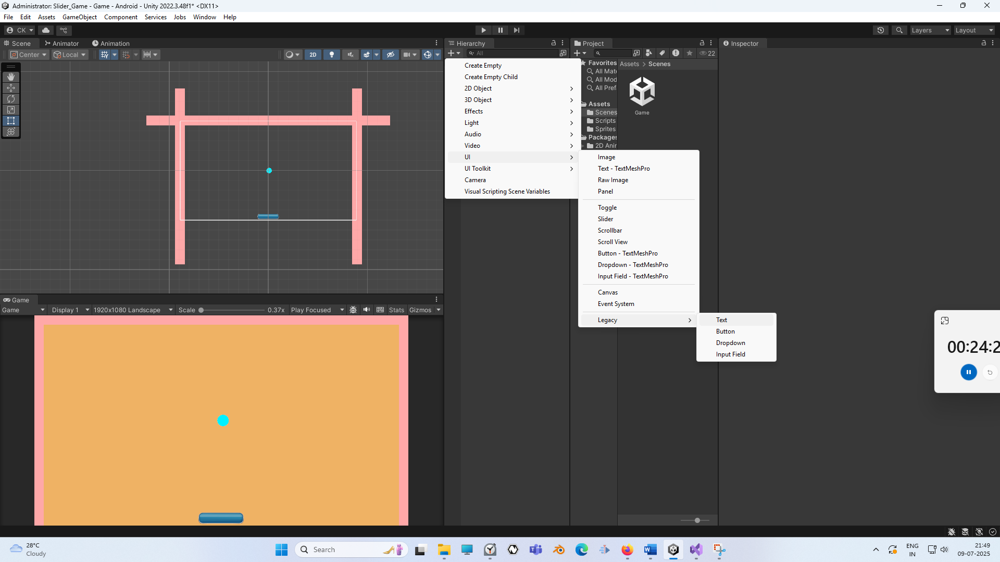 Administrator: Slider_Game - Game - Android - Unity 2022.3.48f1* <DX11>
File Edit Assets GameObject Component Services Jobs Window Help
CK
Layers
Layout
Scene
Animator
Animation
Center
Local
2D
Hierarchy
All
Project
22
Inspector
Create Empty
Create Empty Child
2D Object
3D Object
Effects
Light
Audio
Video
UI
UI Toolkit
Camera
Visual Scripting Scene Variables
Favorites
All Mat
All Mod
All Pref
Assets
Scenes
Scripts
Sprites
Packages
2D Anir
Assets > Scenes
Game
Image
Text - TextMeshPro
Raw Image
Panel
Toggle
Slider
Scrollbar
Scroll View
Button - TextMeshPro
Dropdown - TextMeshPro
Input Field - TextMeshPro
Canvas
Event System
Legacy
Text
Button
Dropdown
Input Field
00:24:2
Game
Game
Display 1
1920x1080 Landscape
Scale
0.37x
Play Focused
Stats
Gizmos
28°C
Cloudy
Search
ENG
IN
21:49
09-07-2025